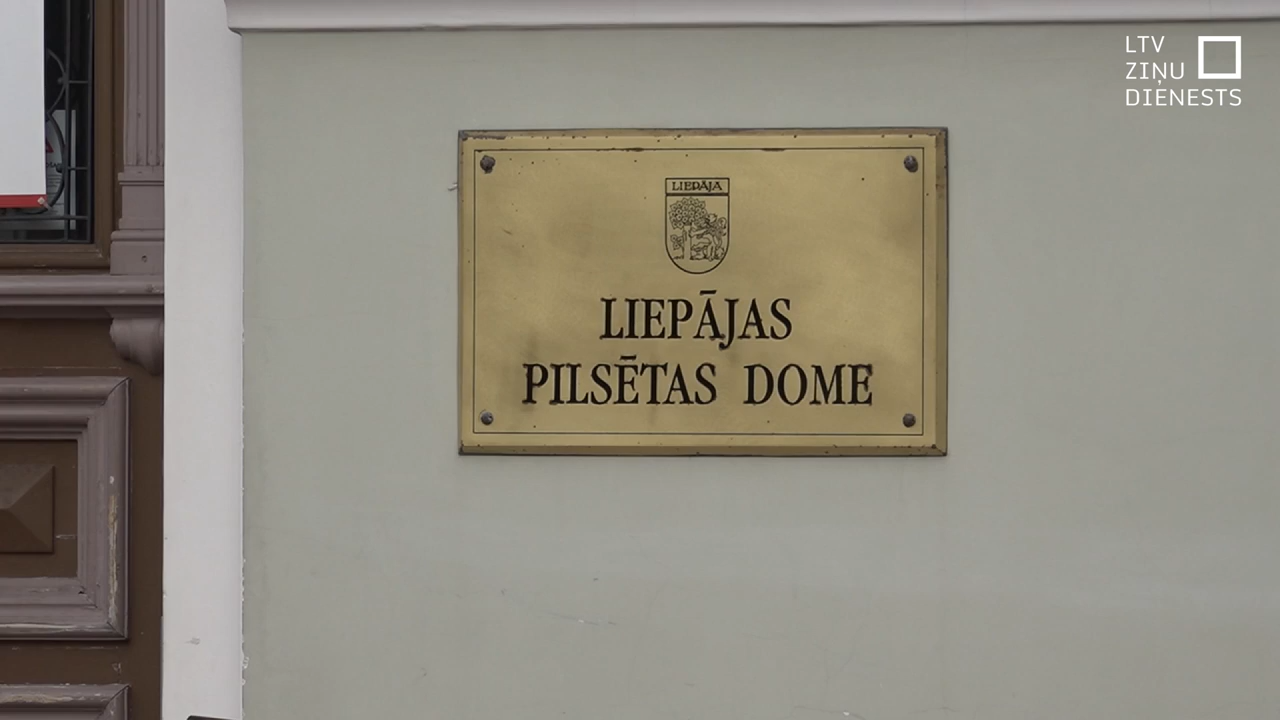 LTV
ZIŅU
DIENESTS
LIEPĀJA
LIEPĀJAS
PILSĒTAS DOME